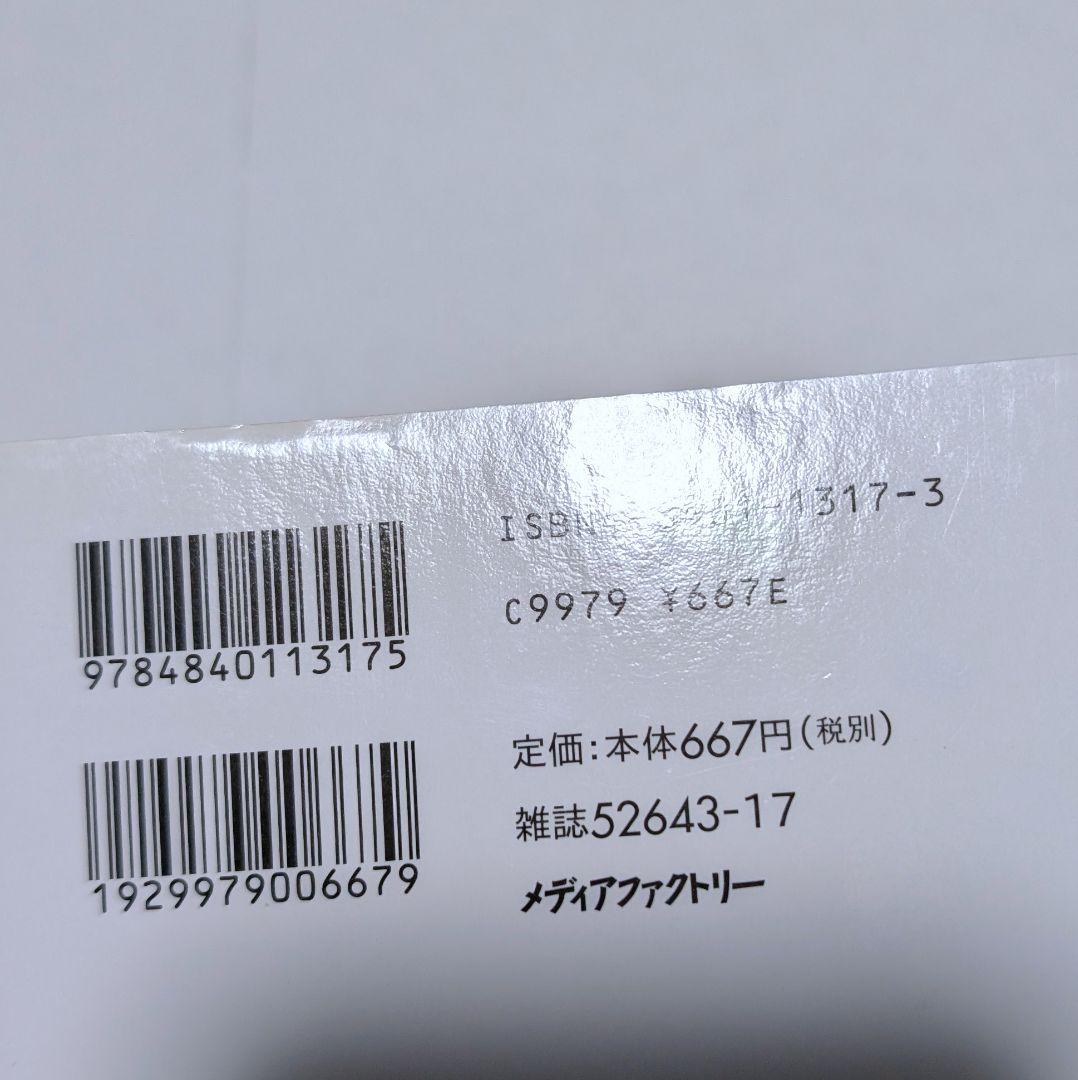 ISBN 1-1317-3
C9979 ¥667E
9784840113175
定価:本体667円(税別)
雑誌52643-17
1929979006679
メディアファクトリー